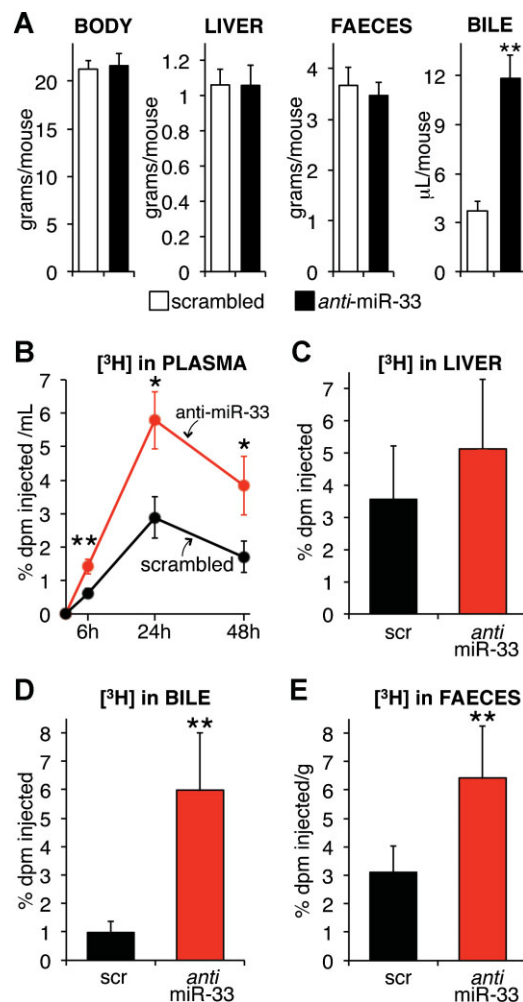 A
BODY LIVER FAECES BILE
grams/mouse
20
15
10
5
0
grams/mouse
1.2
1
0.8
0.6
0.4
0.2
0
grams/mouse
4
3
2
1
0
μL/mouse
12
9
6
3
0
**
scrambled anti-miR-33
B
[³H] in PLASMA
% dpm injected /mL
7
6
5
4
3
2
1
0
**
*
*
anti-miR-33
scrambled
6h 24h 48h
C
[³H] in LIVER
% dpm injected
7
6
5
4
3
2
1
0
scr anti
miR-33
D
[³H] in BILE
% dpm injected
8
7
6
5
4
3
2
1
0
**
scr anti
miR-33
E
[³H] in FAECES
% dpm injected/g
8
7
6
5
4
3
2
1
0
**
scr anti
miR-33